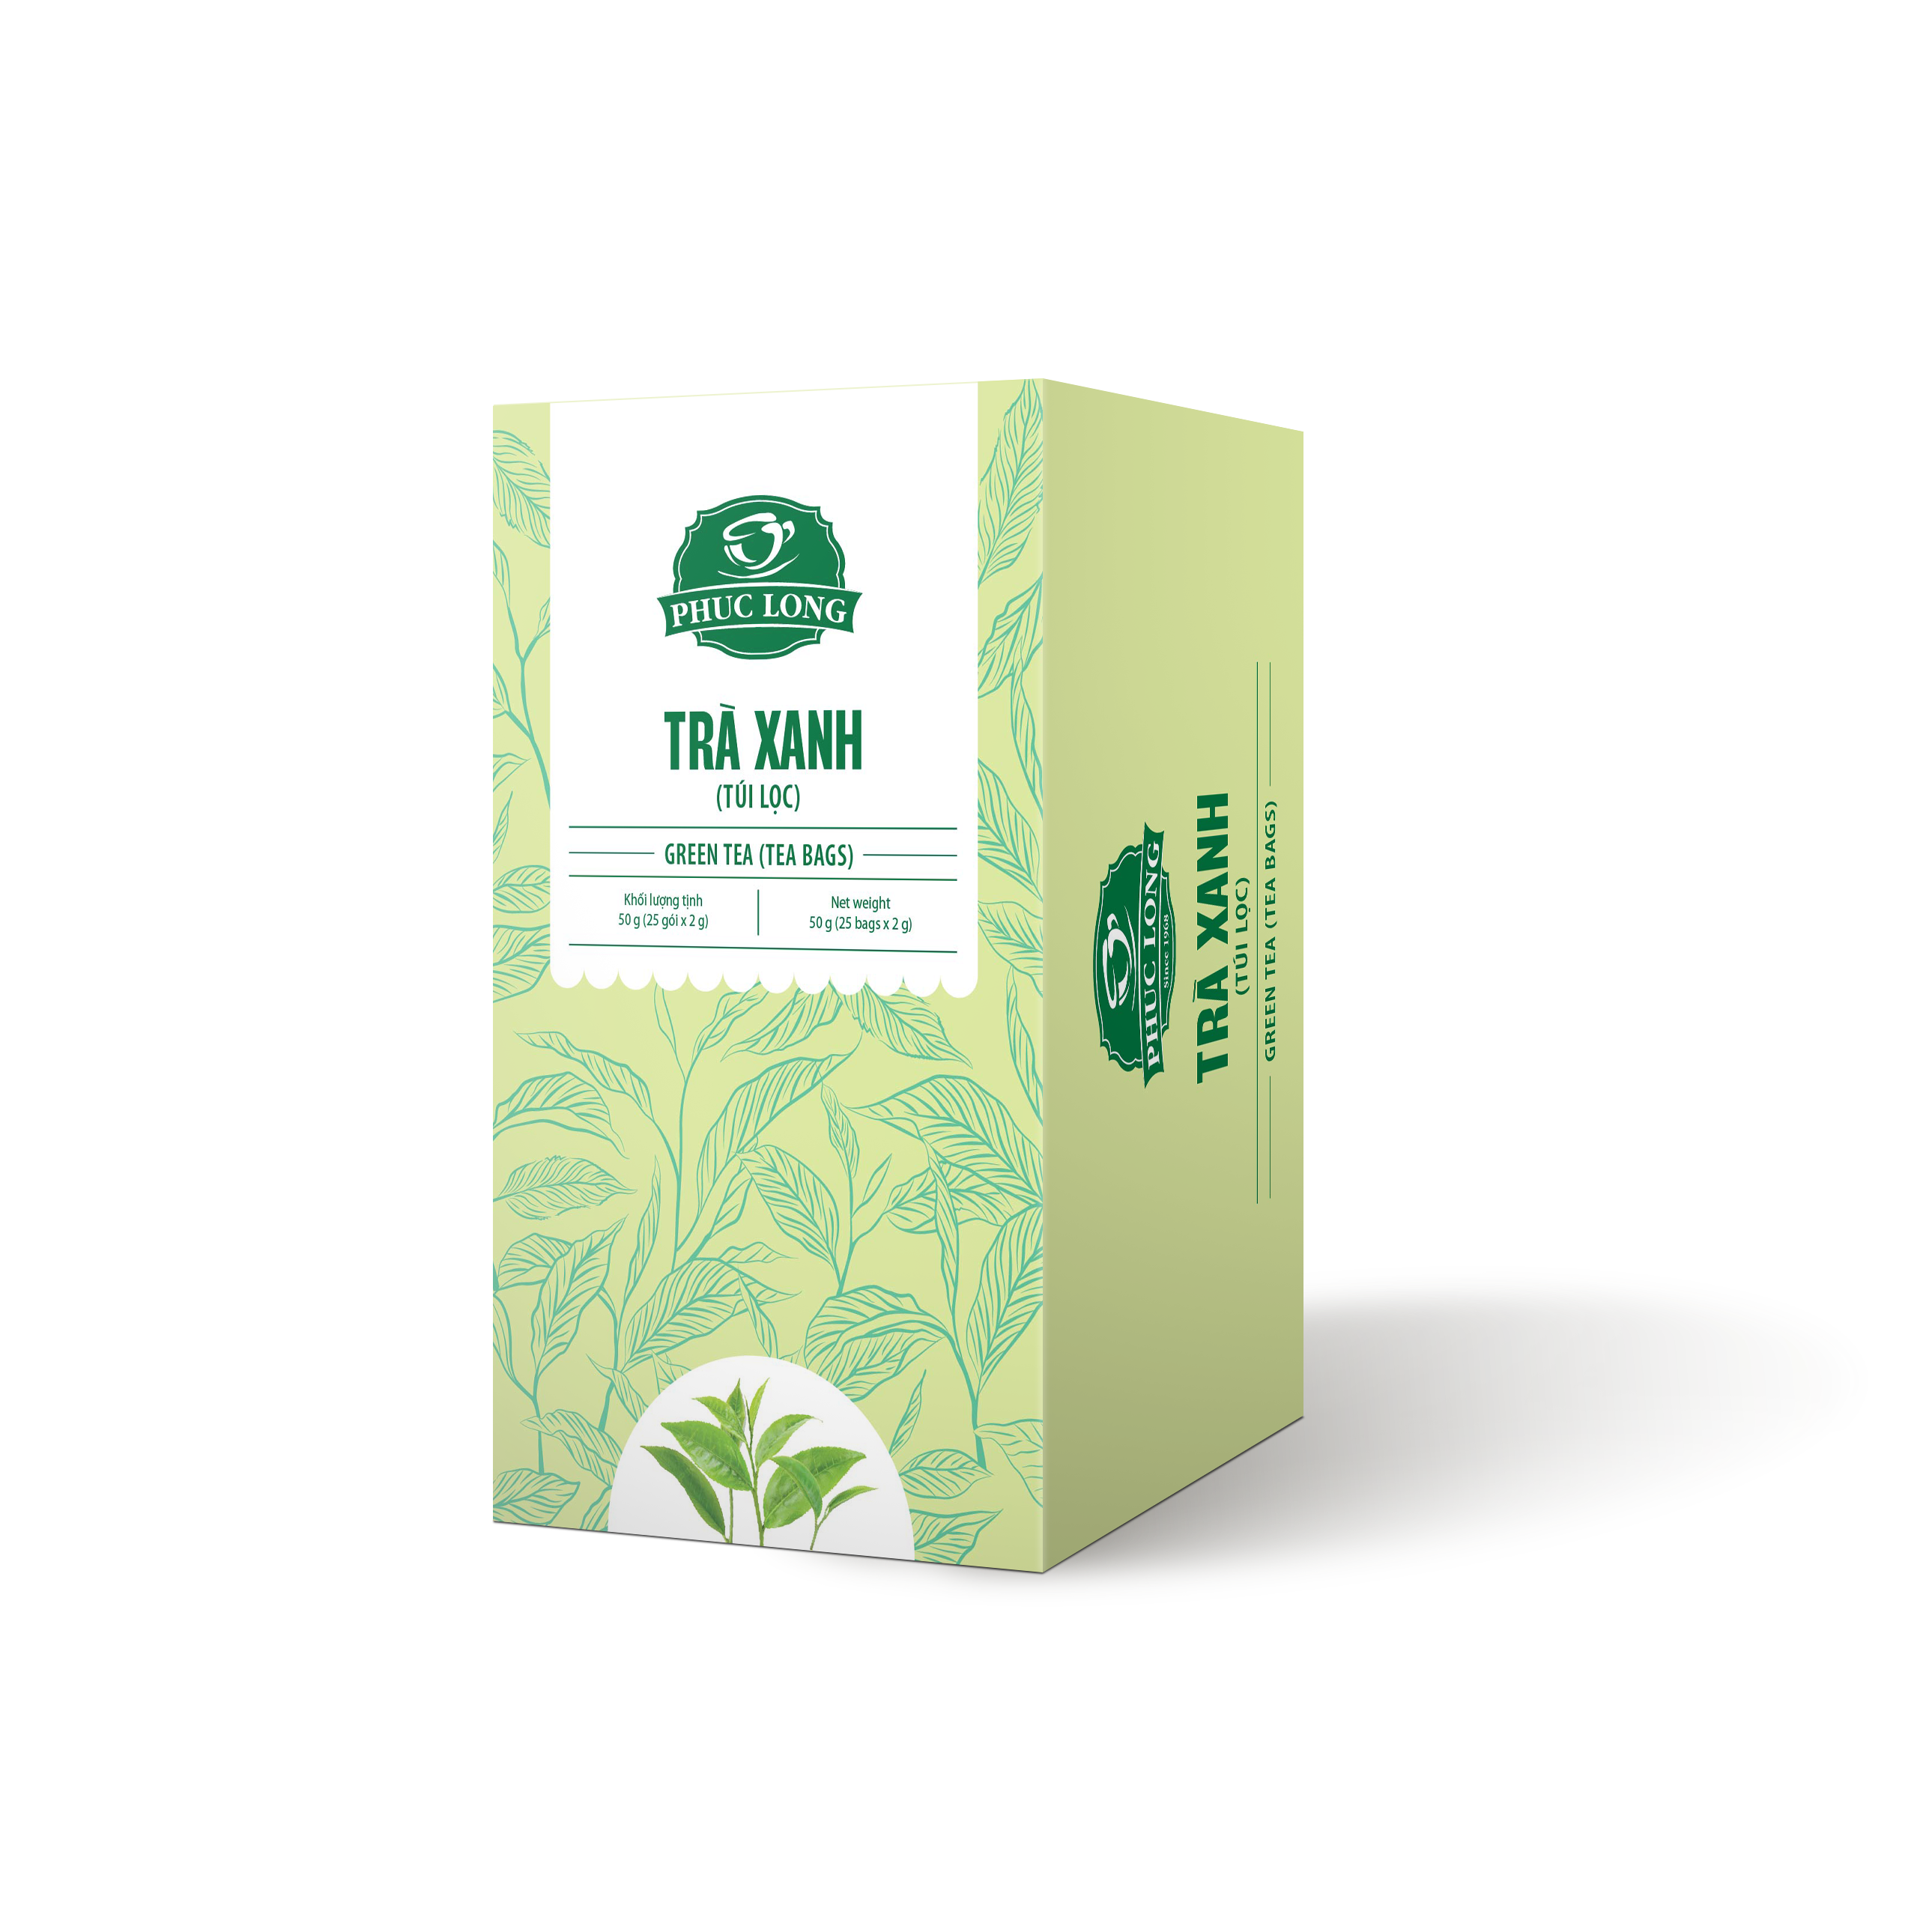 PHUC LONG
TRÀ XANH
(TÚI LỌC)
GREEN TEA (TEA BAGS)
Khối lượng tịnh
50 g (25 gói x 2 g)
Net weight
50 g (25 bags x 2 g)
PHUC LONG
Since 1968
TRÀ XANH
(TÚI LỌC)
GREEN TEA (TEA BAGS)